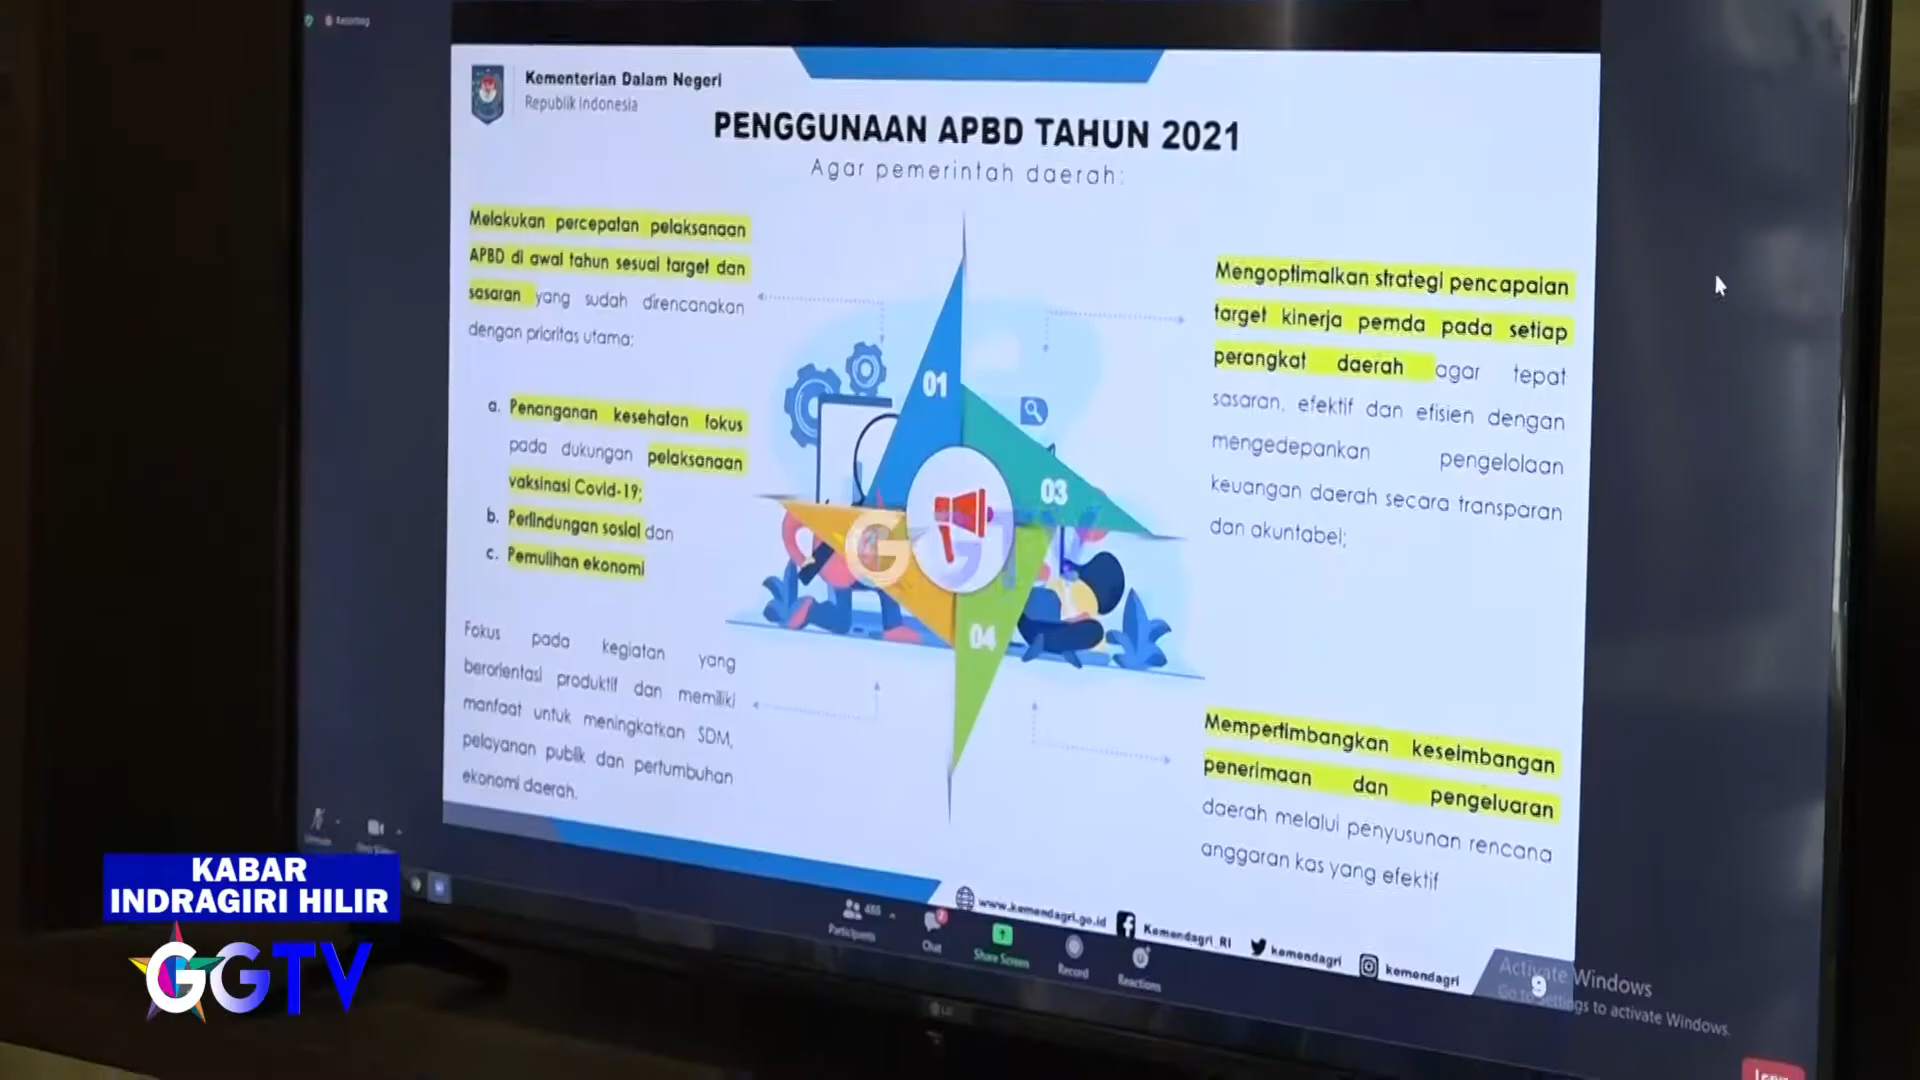 Recording
Kementerian Dalam Negeri
Republik Indonesia
PENGGUNAAN APBD TAHUN 2021
Agar pemerintah daerah:
Melakukan percepatan pelaksanaan
APBD di awal tahun sesuai target dan
sasaran yang sudah direncanakan
dengan prioritas utama:
a. Penanganan kesehatan fokus
pada dukungan pelaksanaan
vaksinasi Covid-19;
b. Perlindungan sosial dan
c. Pemulihan ekonomi
Fokus pada kegiatan yang
berorientasi produktif dan memiliki
manfaat untuk meningkatkan SDM,
pelayanan publik dan pertumbuhan
ekonomi daerah.
01
03
04
GGTV
Mengoptimalkan strategi pencapaian
target kinerja pemda pada setiap
perangkat daerah agar tepat
sasaran, efektif dan efisien dengan
mengedepankan pengelolaan
keuangan daerah secara transparan
dan akuntabel;
Mempertimbangkan keseimbangan
penerimaan dan pengeluaran
daerah melalui penyusunan rencana
anggaran kas yang efektif
www.kemendagri.go.id
Kemendagri_RI
kemendagri
kemendagri
9
Activate Windows
Go to Settings to activate Windows.
Participants
Chat
Share Screen
Record
Reactions
LG
KABAR
INDRAGIRI HILIR
GGTV